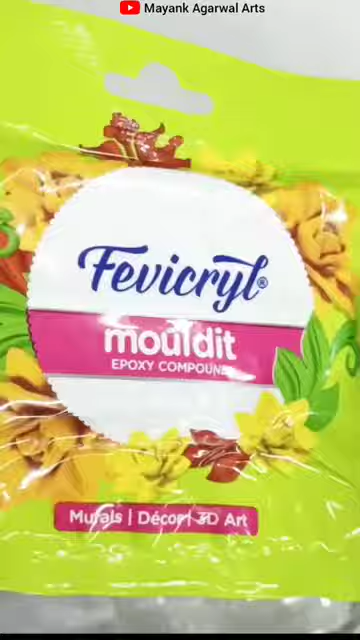 Mayank Agarwal Arts
Fevicryl®
mouldit
EPOXY COMPOUND
Murals | Décor | 3D Art